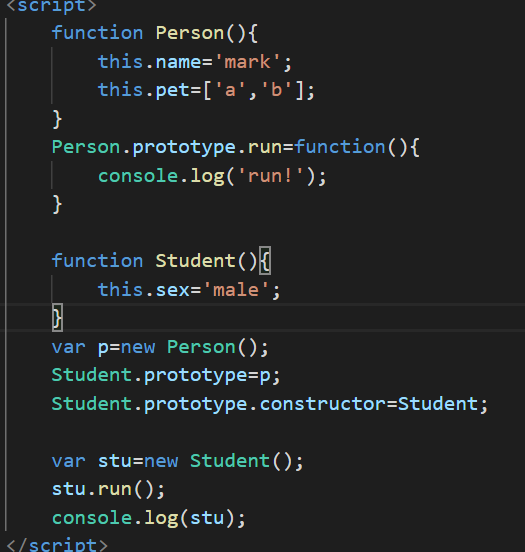 <script>
function Person(){
this.name='mark';
this.pet=['a','b'];
}
Person.prototype.run=function(){
console.log('run!');
}
function Student(){
this.sex='male';
}
var p=new Person();
Student.prototype=p;
Student.prototype.constructor=Student;
var stu=new Student();
stu.run();
console.log(stu);
</script>